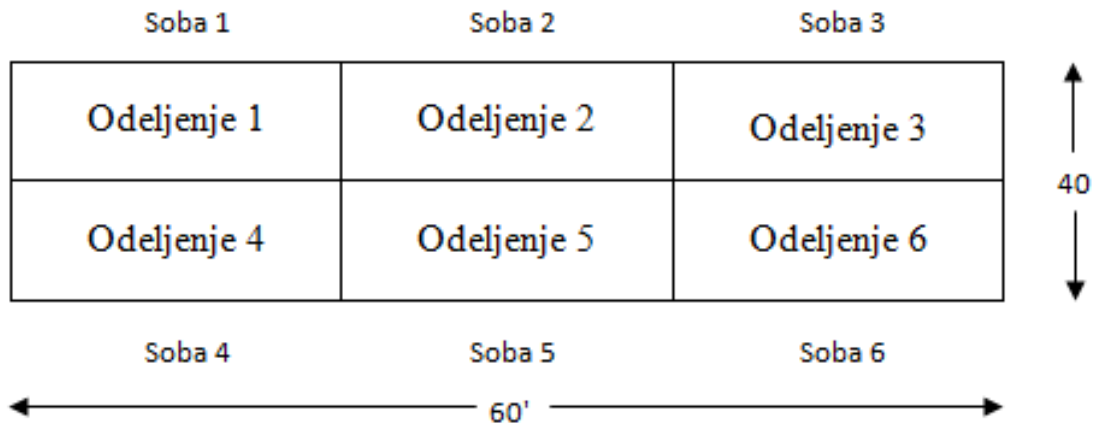 Soba 1 Soba 2 Soba 3
Odeljenje 1 Odeljenje 2 Odeljenje 3
40
Odeljenje 4 Odeljenje 5 Odeljenje 6
Soba 4 Soba 5 Soba 6
60'